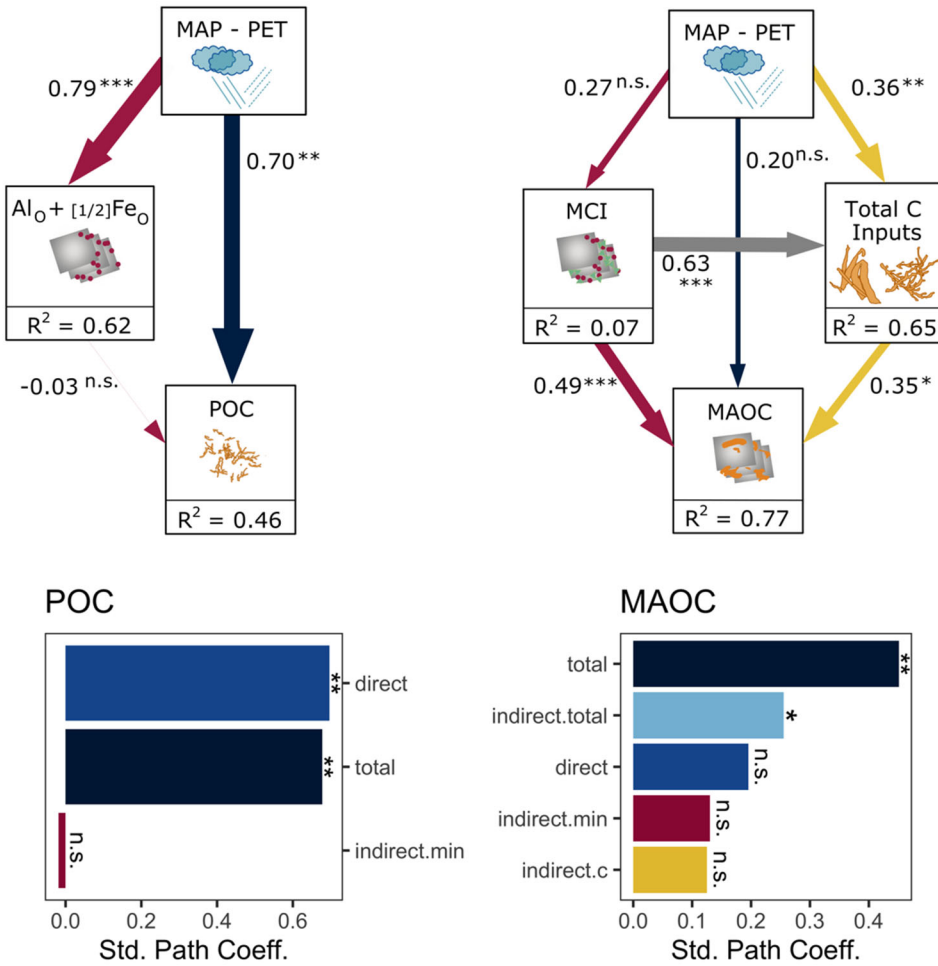 MAP - PET
0.79***
0.70**
Al_O + [1/2]Fe_O
R² = 0.62
-0.03 n.s.
POC
R² = 0.46
MAP - PET
0.27 n.s.
0.36**
0.20 n.s.
MCI
R² = 0.07
0.63
***
Total C
Inputs
R² = 0.65
0.49***
0.35*
MAOC
R² = 0.77
POC
**
direct
**
total
n.s.
indirect.min
0.0 0.2 0.4 0.6
Std. Path Coeff.
MAOC
total
**
indirect.total
*
direct
n.s.
indirect.min
n.s.
indirect.c
n.s.
0.0 0.1 0.2 0.3 0.4
Std. Path Coeff.